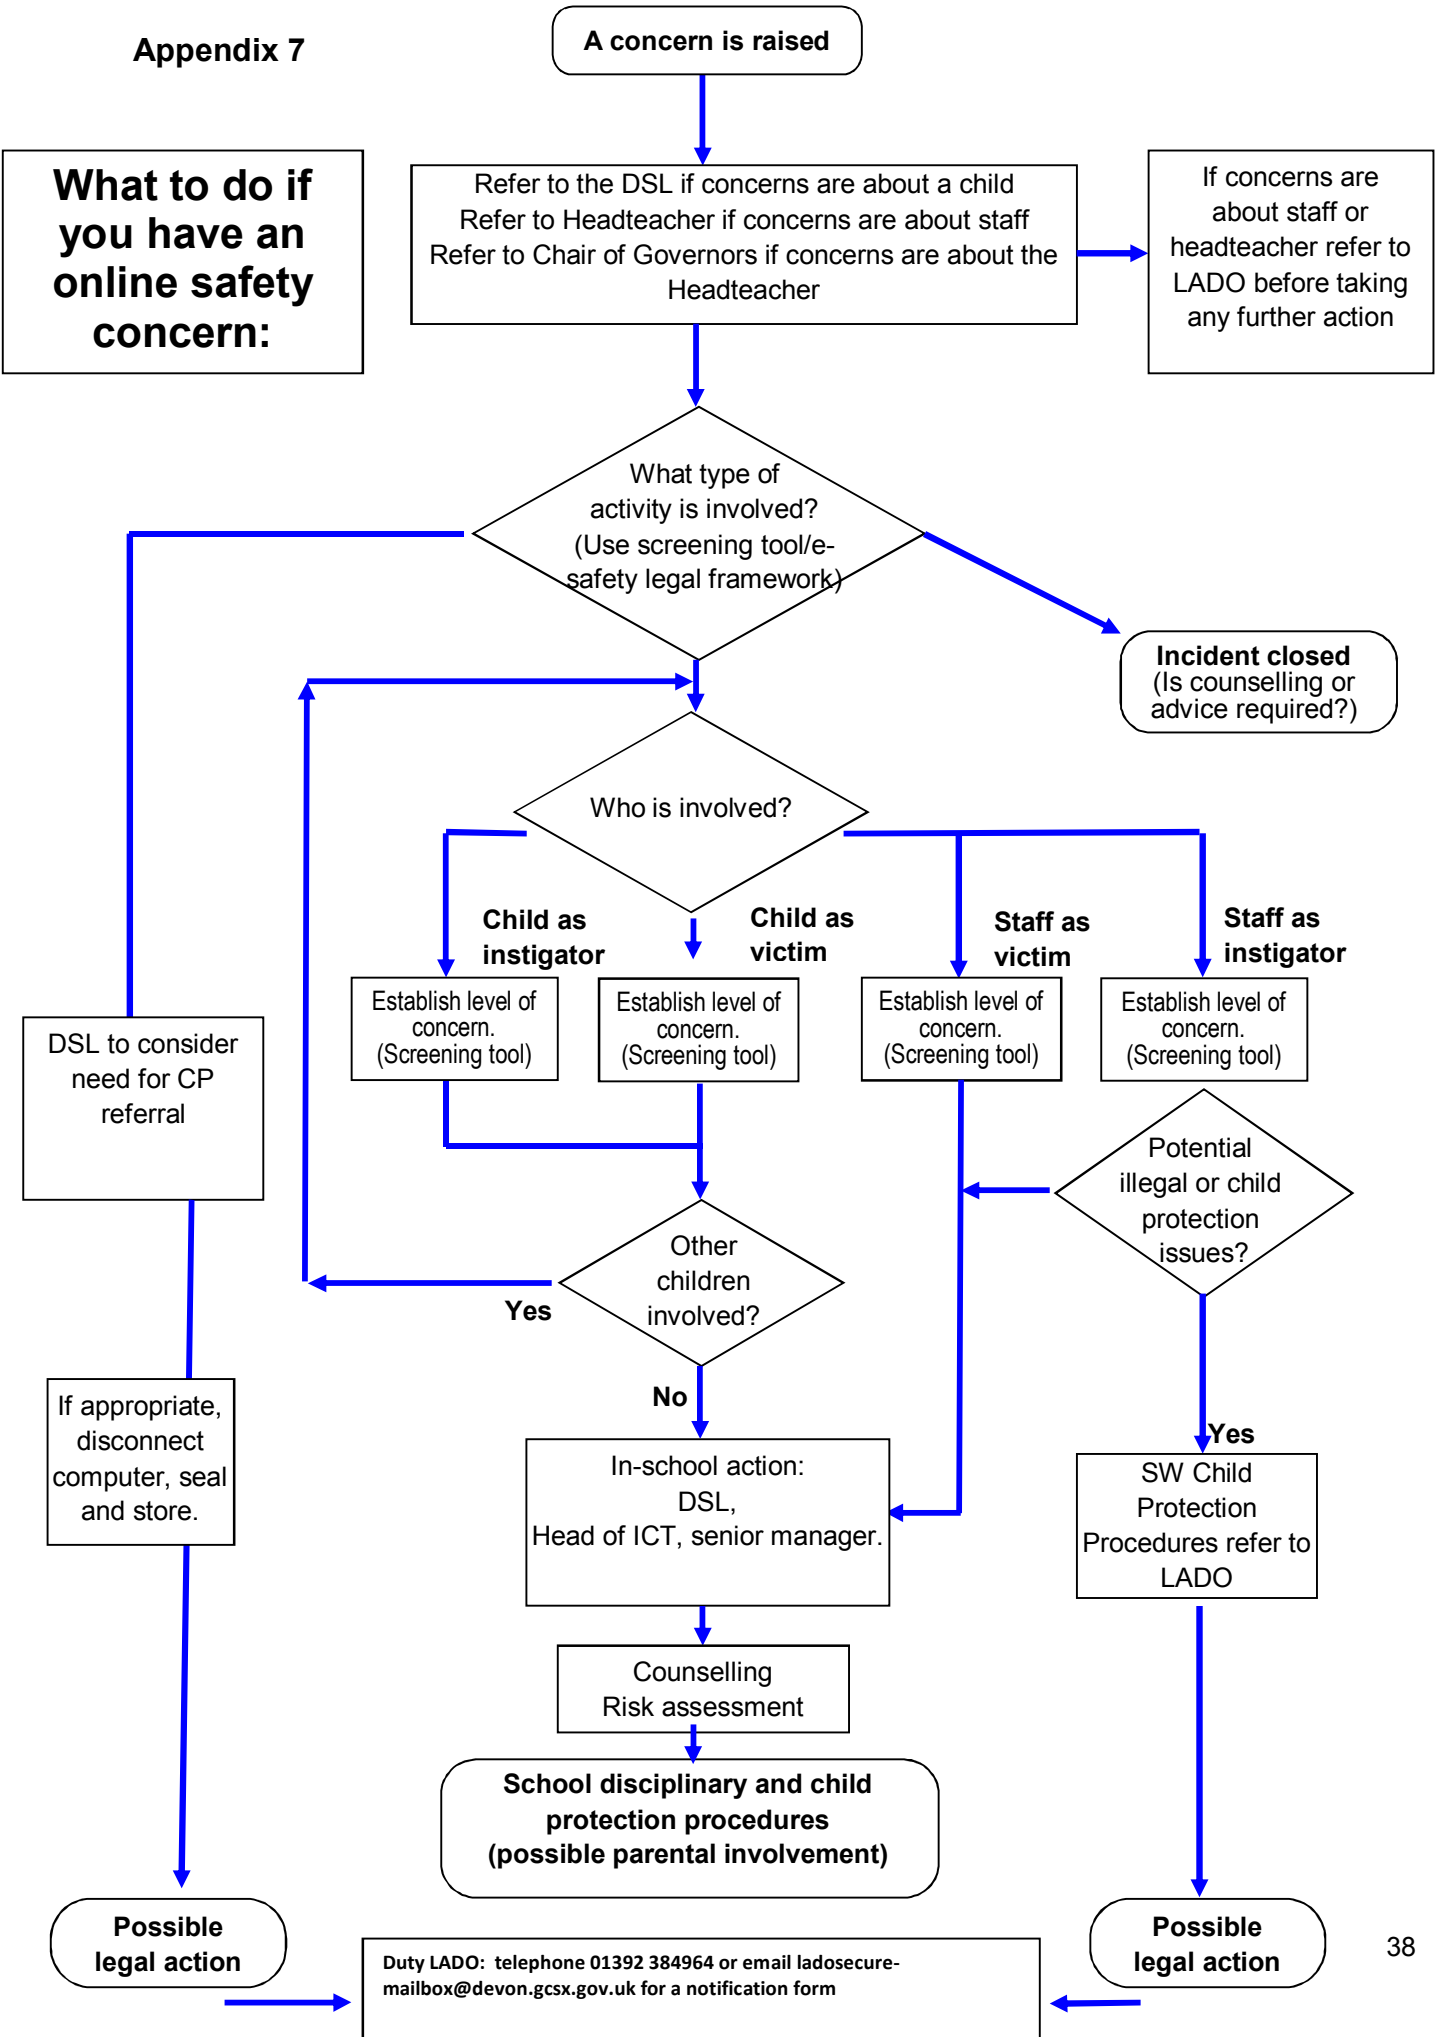 Appendix 7
A concern is raised
What to do if
you have an
online safety
concern:
Refer to the DSL if concerns are about a child
Refer to Headteacher if concerns are about staff
Refer to Chair of Governors if concerns are about the
Headteacher
If concerns are
about staff or
headteacher refer to
LADO before taking
any further action
What type of
activity is involved?
(Use screening tool/e-
safety legal framework)
Incident closed
(Is counselling or
advice required?)
Who is involved?
Child as
instigator
Child as
victim
Staff as
victim
Staff as
instigator
Establish level of
concern.
(Screening tool)
Establish level of
concern.
(Screening tool)
Establish level of
concern.
(Screening tool)
Establish level of
concern.
(Screening tool)
DSL to consider
need for CP
referral
Potential
illegal or child
protection
issues?
Other
children
involved?
Yes
No
If appropriate,
disconnect
computer, seal
and store.
In-school action:
DSL,
Head of ICT, senior manager.
Yes
SW Child
Protection
Procedures refer to
LADO
Counselling
Risk assessment
School disciplinary and child
protection procedures
(possible parental involvement)
Possible
legal action
Possible
legal action
Duty LADO:  telephone 01392 384964 or email ladosecure-
mailbox@devon.gcsx.gov.uk for a notification form
38